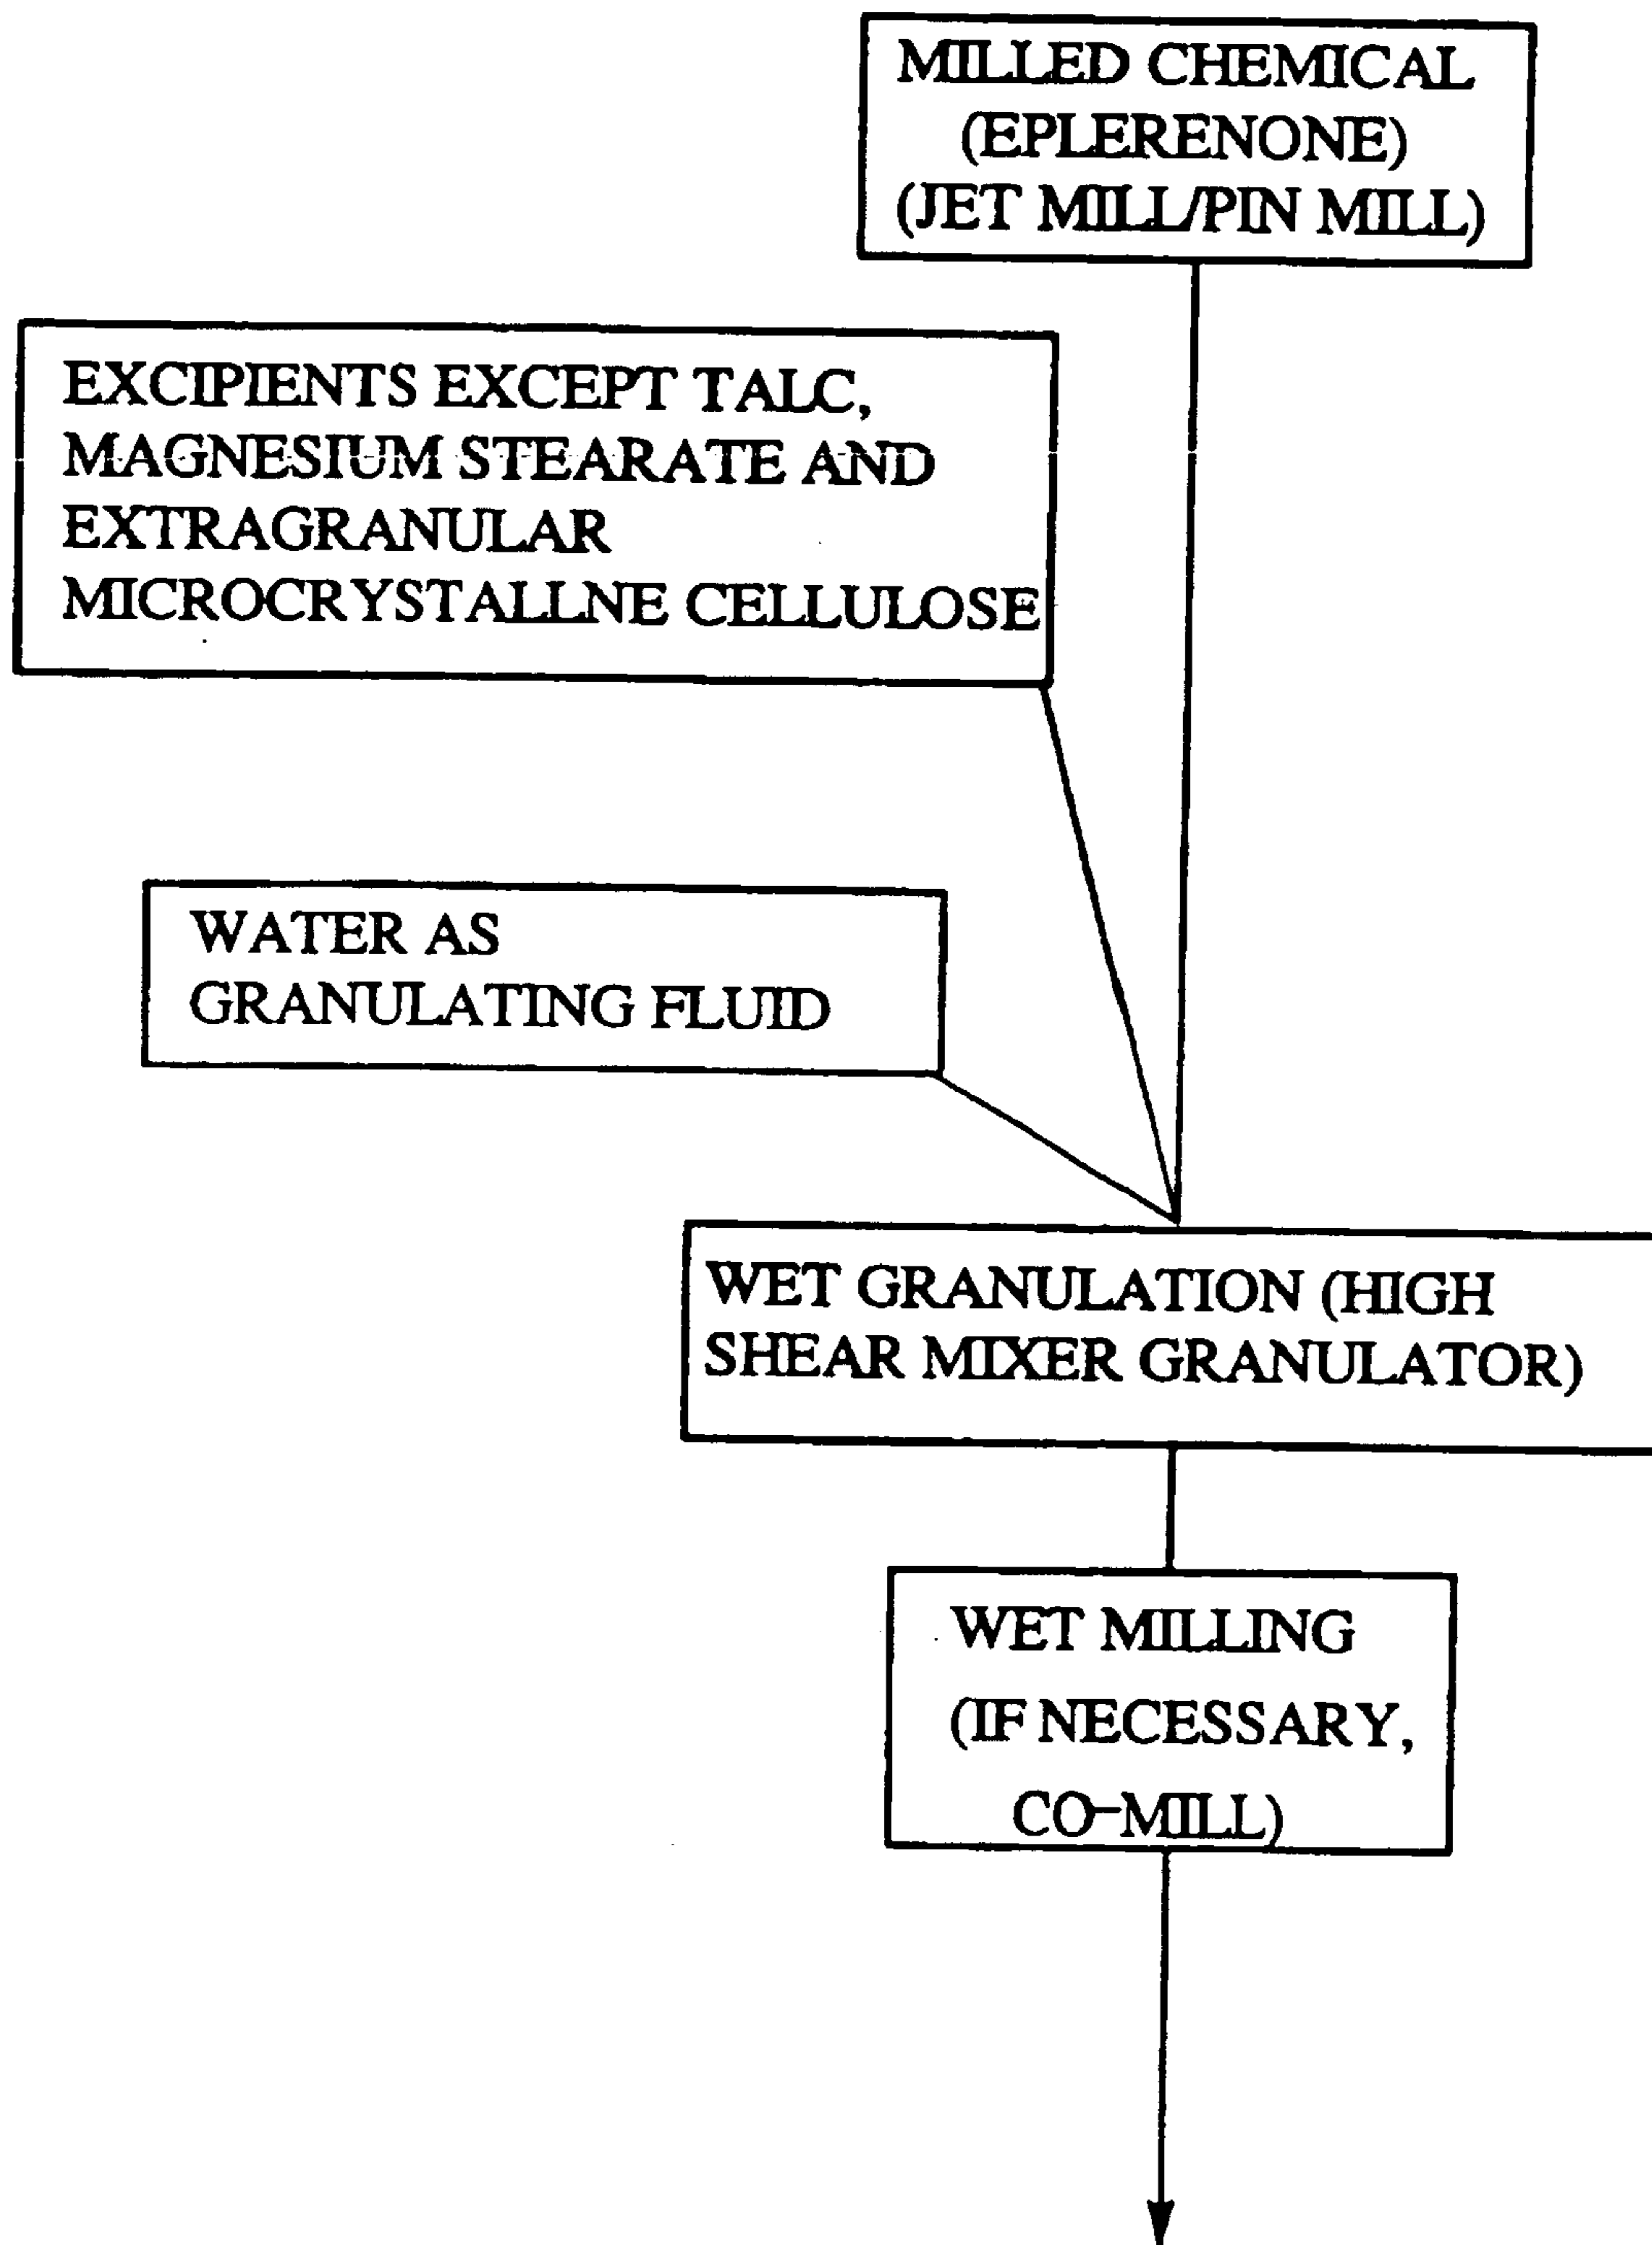 MILLED CHEMICAL
(EPLERENONE)
(JET MILL/PIN MILL)
EXCIPIENTS EXCEPT TALC,
MAGNESIUM STEARATE AND
EXTRAGRANULAR
MICROCRYSTALLNE CELLULOSE
WATER AS
GRANULATING FLUID
WET GRANULATION (HIGH
SHEAR MIXER GRANULATOR)
WET MILLING
(IF NECESSARY,
CO-MILL)